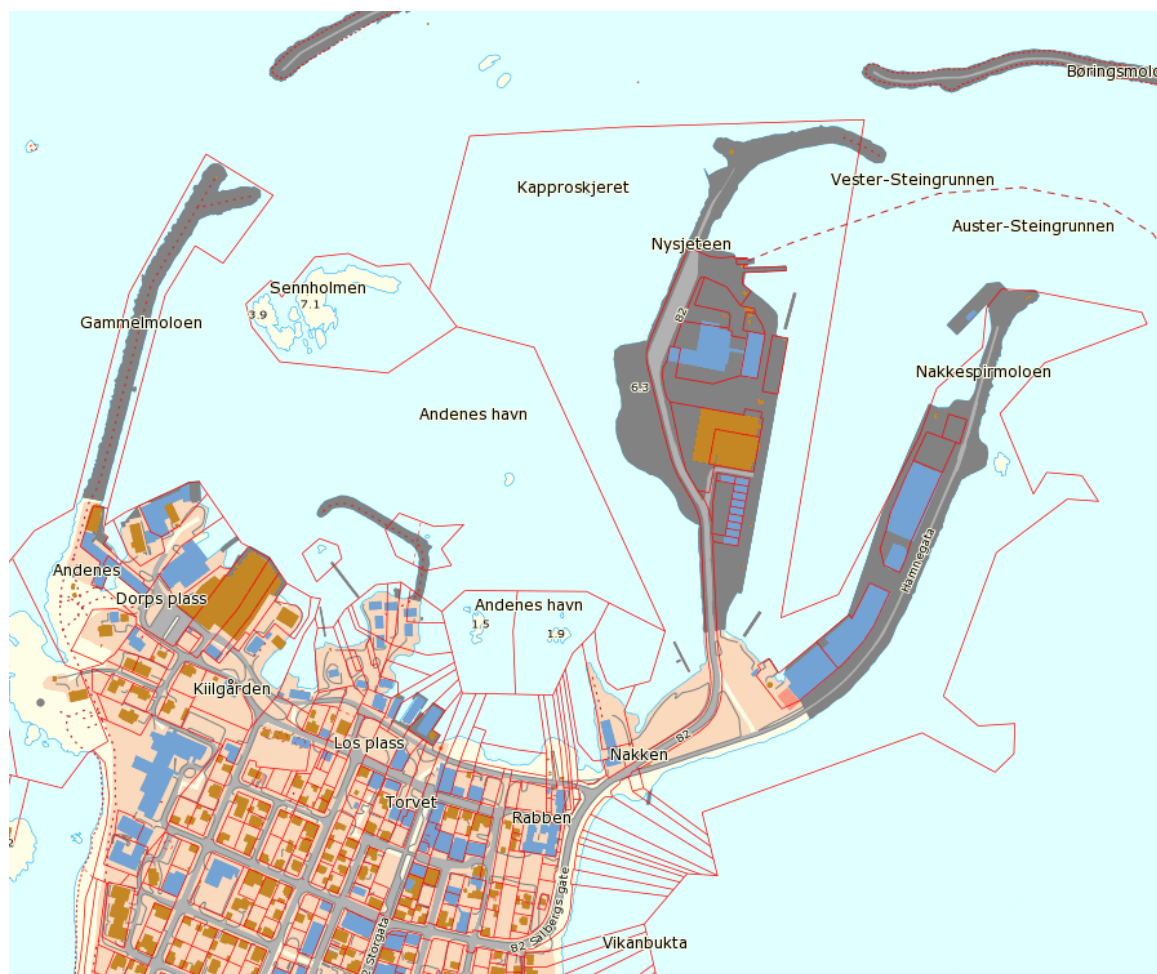 Børingsmolo
Kapproskjeret
Vester-Steingrunnen
Auster-Steingrunnen
Nysjeteen
Sennholmen
7.1
3.9
Gammelmoloen
82
Nakkespirmoloen
6.3
Andenes havn
Hamnegata
Andenes
Dorps plass
Andenes havn
1.5
1.9
Kiilgården
Los plass
82
Nakken
Torvet
Rabben
82 Salbergs gate
Storgata
Vikanbukta